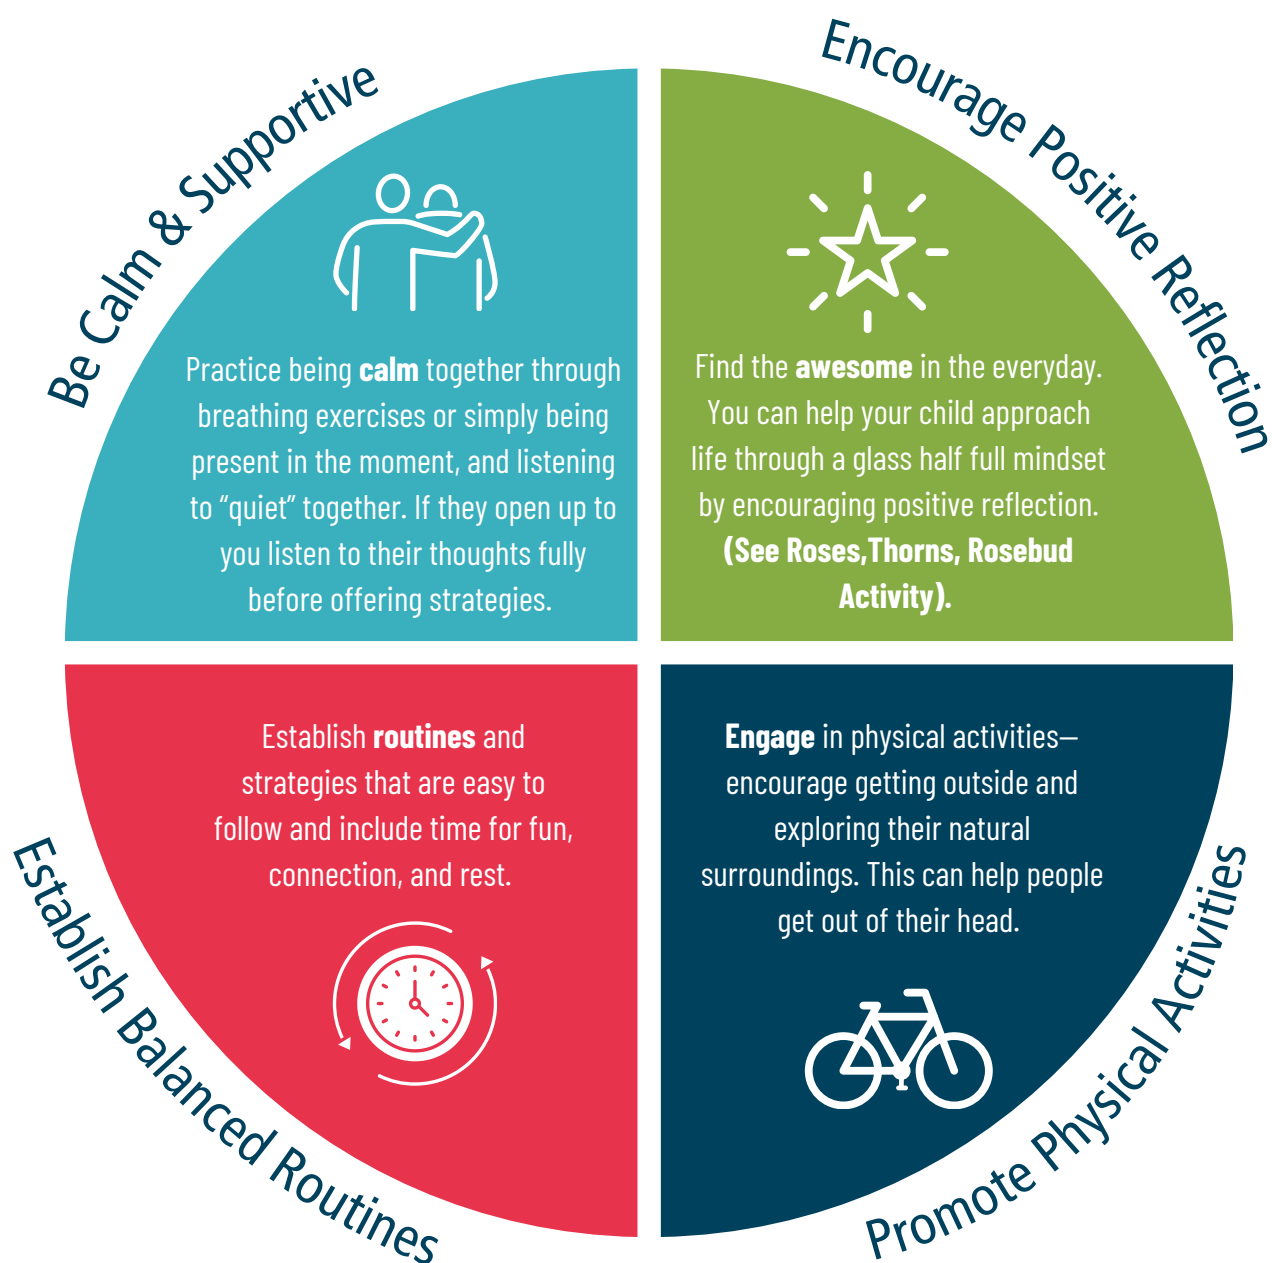 Be Calm & Supportive
Practice being calm together through
breathing exercises or simply being
present in the moment, and listening
to “quiet” together. If they open up to
you listen to their thoughts fully
before offering strategies.
Encourage Positive Reflection
Find the awesome in the everyday.
You can help your child approach
life through a glass half full mindset
by encouraging positive reflection.
(See Roses,Thorns, Rosebud
Activity).
Establish Balanced Routines
Establish routines and
strategies that are easy to
follow and include time for fun,
connection, and rest.
Promote Physical Activities
Engage in physical activities—
encourage getting outside and
exploring their natural
surroundings. This can help people
get out of their head.